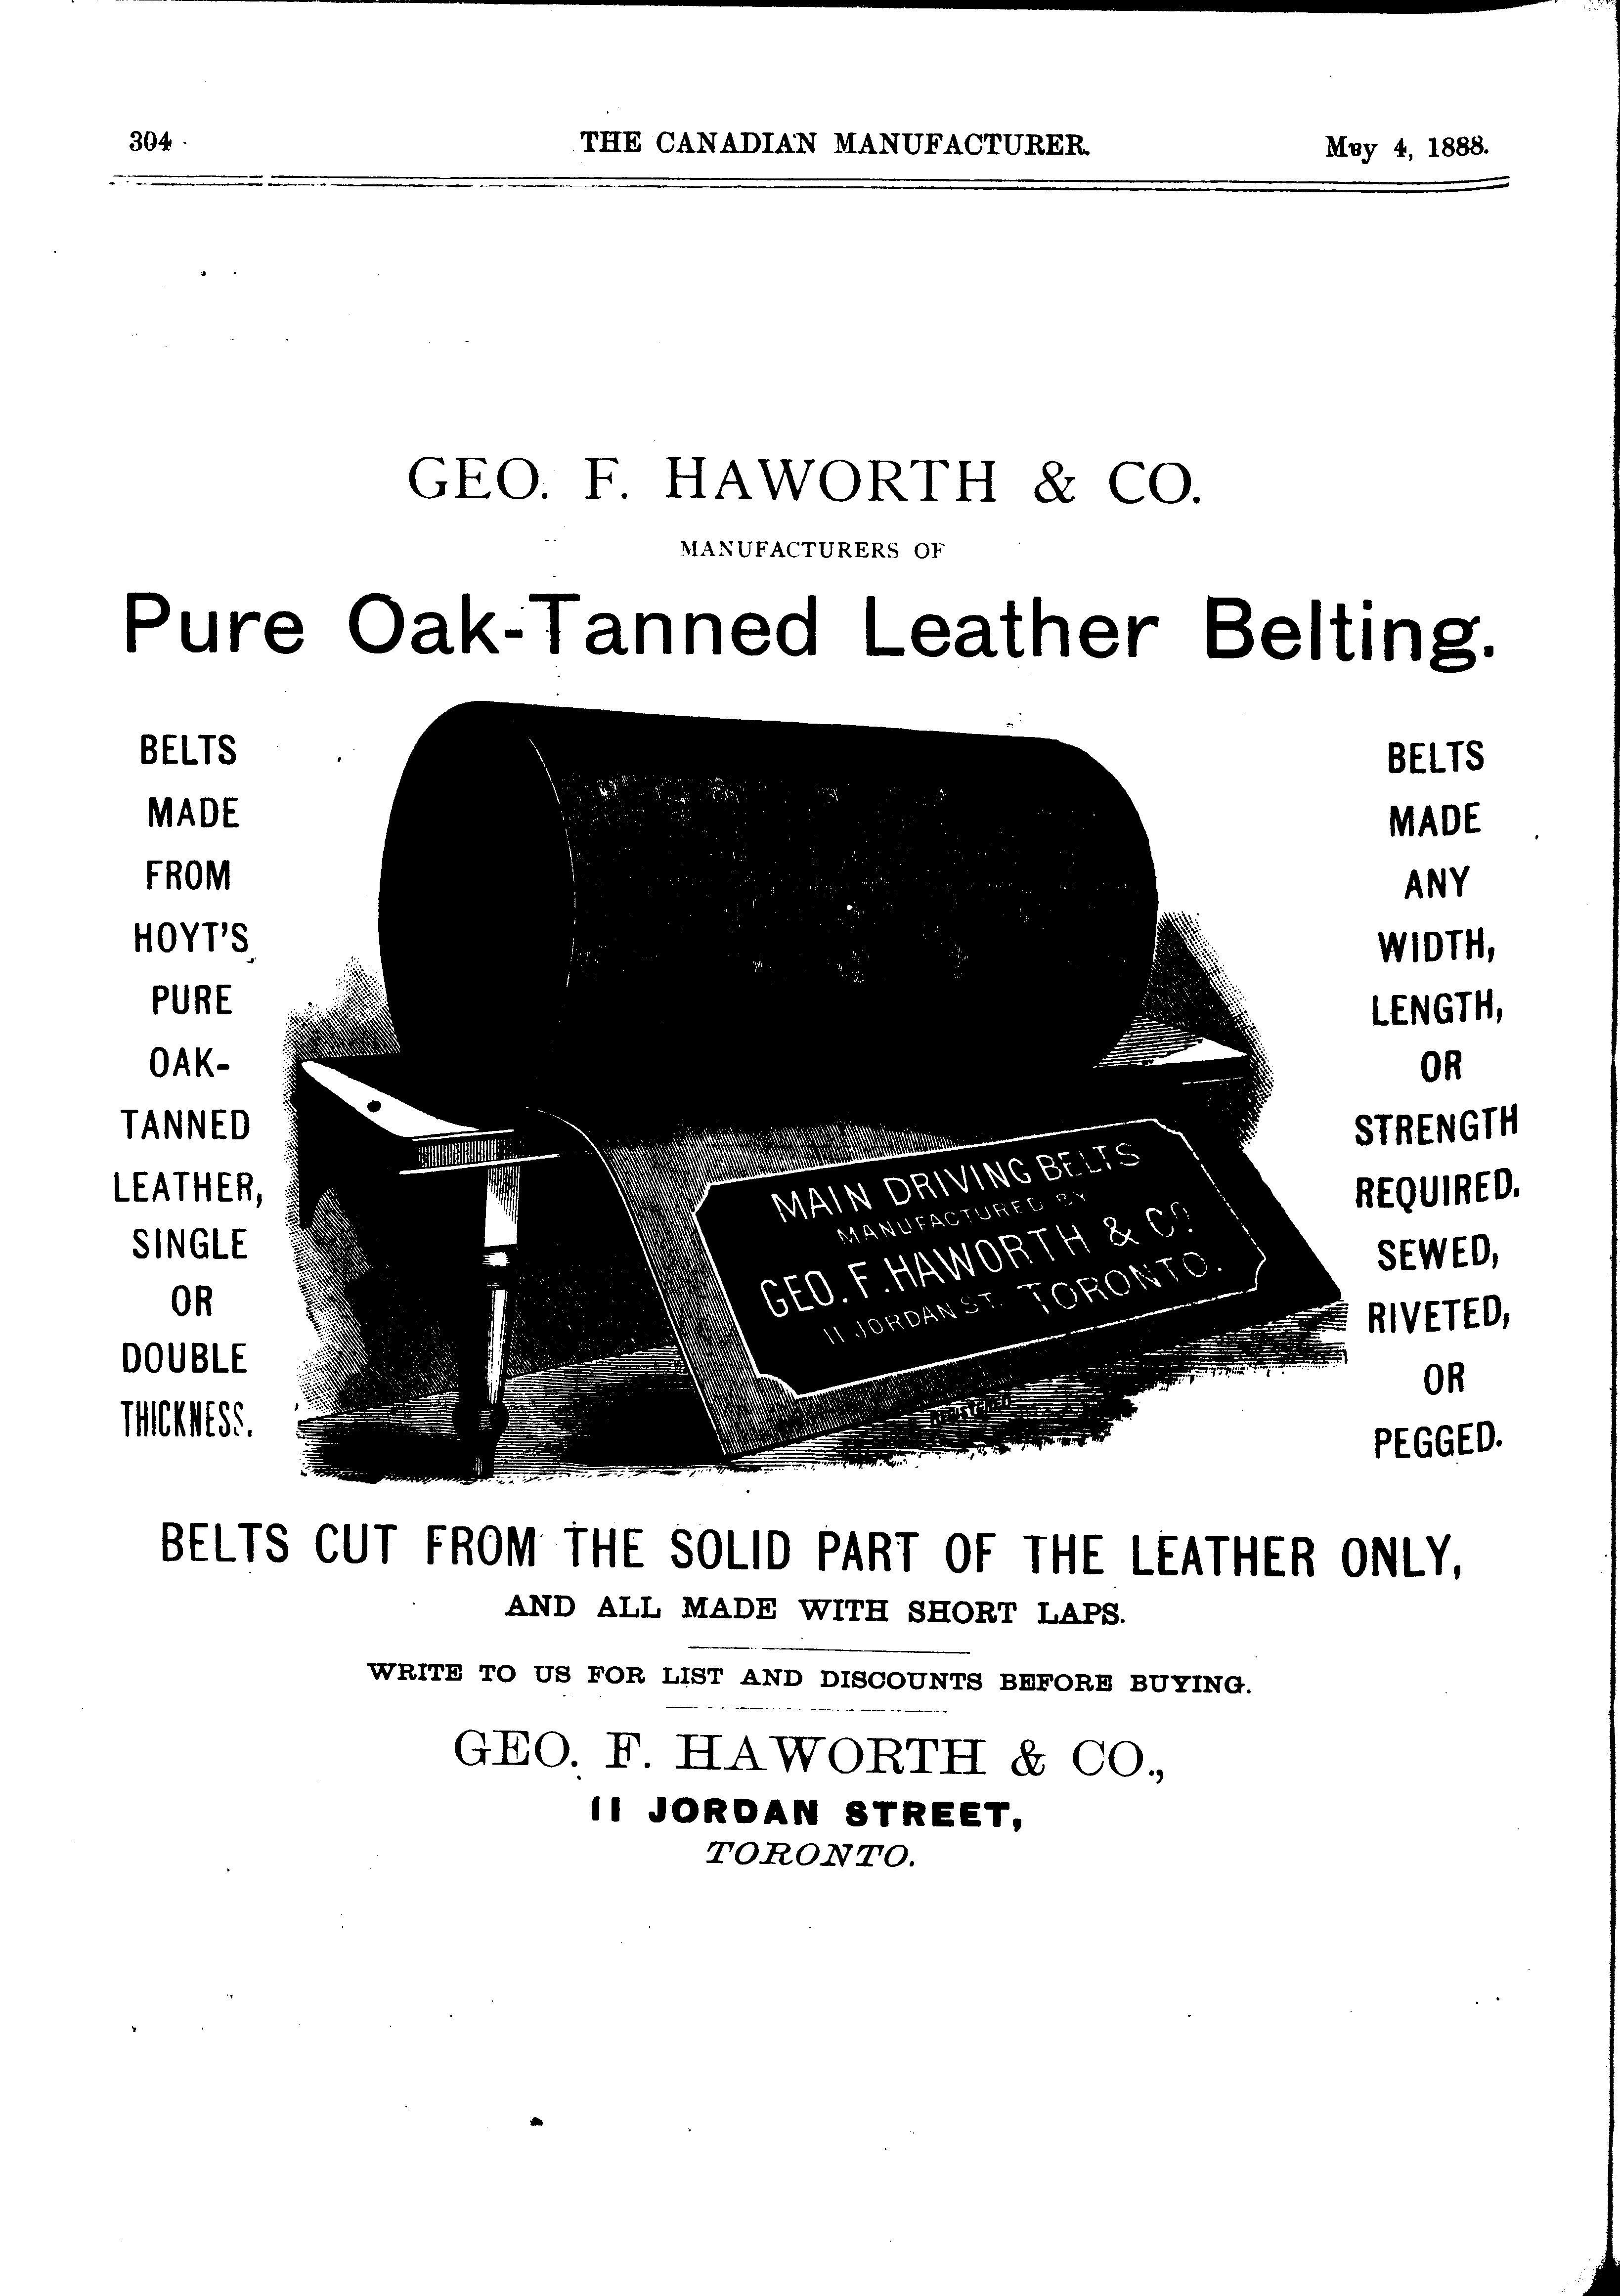 304
THE CANADIAN MANUFACTURER.
May 4, 1888.
GEO. F. HAWORTH & CO.
MANUFACTURERS OF
Pure Oak-Tanned Leather Belting.
BELTS
MADE
FROM
HOYT'S
PURE
OAK-
TANNED
LEATHER,
SINGLE
OR
DOUBLE
THICKNESS.
MAIN DRIVING BELTS
MANUFACTURED BY
GEO. F. HAWORTH & CO.
11 JORDAN ST. TORONTO.
REGISTERED
BELTS
MADE
ANY
WIDTH,
LENGTH,
OR
STRENGTH
REQUIRED.
SEWED,
RIVETED,
OR
PEGGED.
BELTS CUT FROM THE SOLID PART OF THE LEATHER ONLY,
AND ALL MADE WITH SHORT LAPS.
WRITE TO US FOR LIST AND DISCOUNTS BEFORE BUYING.
GEO. F. HAWORTH & CO.,
11 JORDAN STREET,
TORONTO.